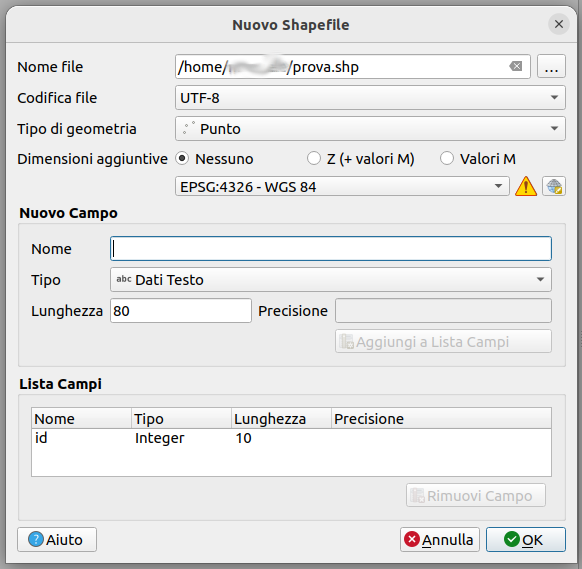 Nuovo Shapefile
Nome file /home/ /prova.shp ...
Codifica file UTF-8
Tipo di geometria Punto
Dimensioni aggiuntive Nessuno Z (+ valori M) Valori M
EPSG:4326 - WGS 84
Nuovo Campo
Nome
Tipo abc Dati Testo
Lunghezza 80 Precisione
Aggiungi a Lista Campi
Lista Campi
Nome Tipo Lunghezza Precisione
id Integer 10
Rimuovi Campo
Aiuto Annulla OK